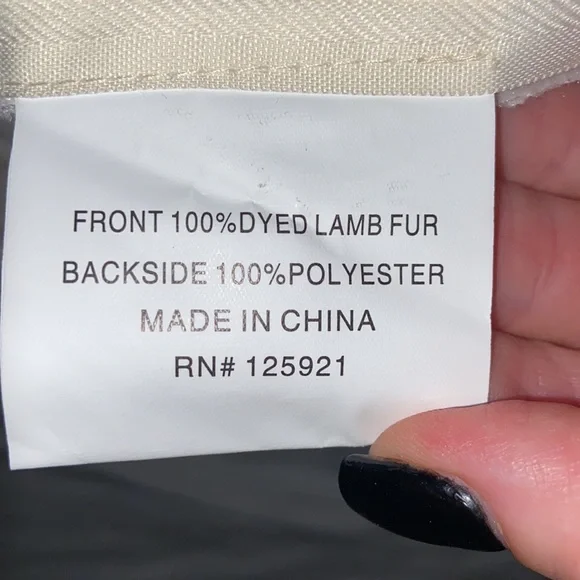 FRONT 100%DYED LAMB FUR
BACKSIDE 100%POLYESTER
MADE IN CHINA
RN# 125921